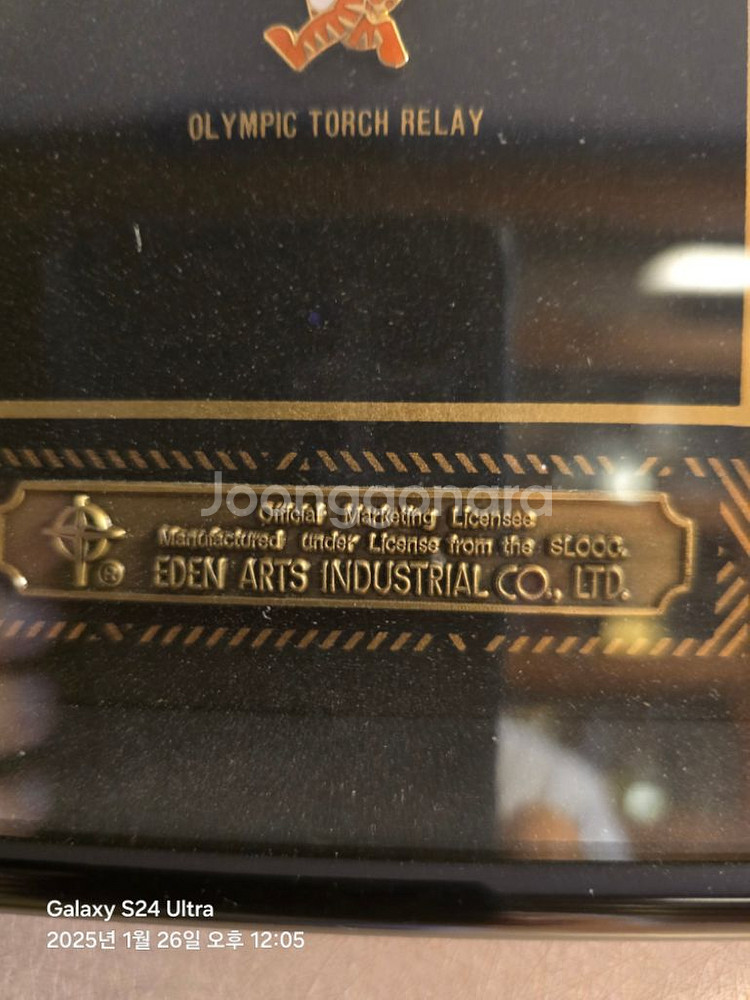 OLYMPIC TORCH RELAY
Joonggonara
Official Marketing Licensee
Manufactured under License from the SLOOC.
®
EDEN ARTS INDUSTRIAL CO., LTD.
Galaxy S24 Ultra
2025년 1월 26일 오후 12:05